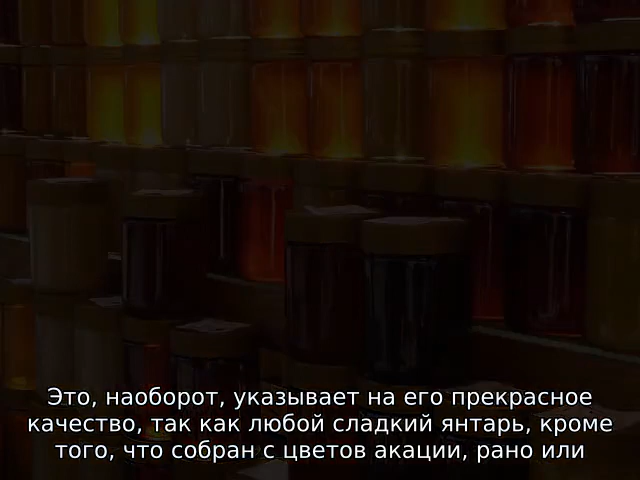 Это, наоборот, указывает на его прекрасное
качество, так как любой сладкий янтарь, кроме
того, что собран с цветов акации, рано или